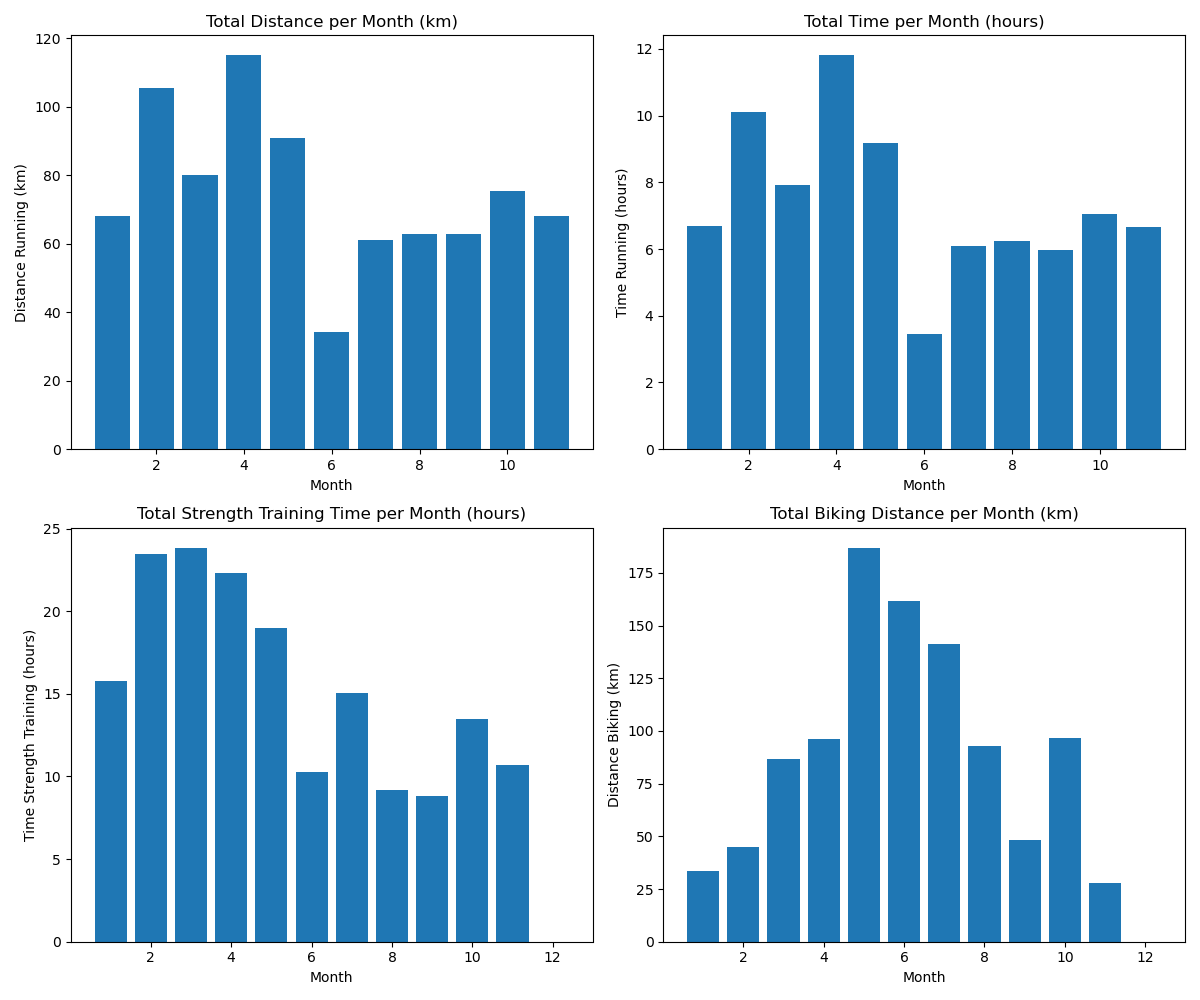 Total Distance per Month (km)
Distance Running (km)
120
100
80
60
40
20
0
2 4 6 8 10
Month
Total Time per Month (hours)
Time Running (hours)
12
10
8
6
4
2
0
2 4 6 8 10
Month
Total Strength Training Time per Month (hours)
Time Strength Training (hours)
25
20
15
10
5
0
2 4 6 8 10 12
Month
Total Biking Distance per Month (km)
Distance Biking (km)
175
150
125
100
75
50
25
0
2 4 6 8 10 12
Month